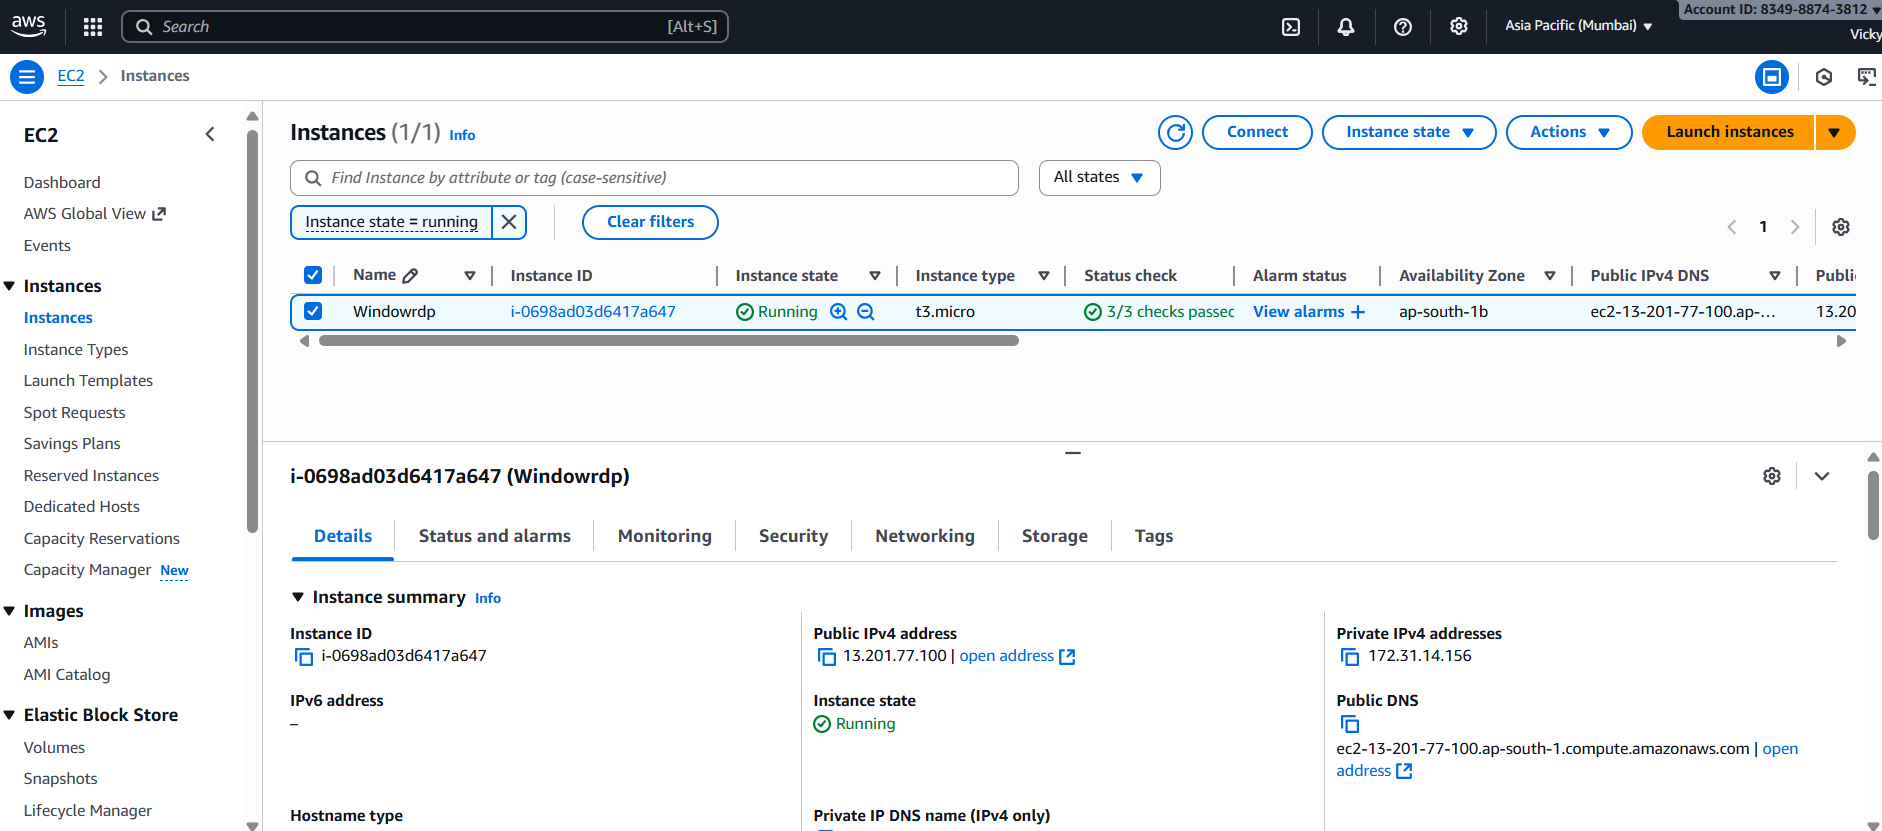 aws
Search [Alt+S]
Account ID: 8349-8874-3812
Asia Pacific (Mumbai)
Vicky
EC2 Instances
EC2
Dashboard
AWS Global View
Events
Instances
Instances
Instance Types
Launch Templates
Spot Requests
Savings Plans
Reserved Instances
Dedicated Hosts
Capacity Reservations
Capacity Manager New
Images
AMIs
AMI Catalog
Elastic Block Store
Volumes
Snapshots
Lifecycle Manager
Instances (1/1) Info
Connect Instance state Actions Launch instances
Find Instance by attribute or tag (case-sensitive) All states
Instance state = running Clear filters
1
Name Instance ID Instance state Instance type Status check Alarm status Availability Zone Public IPv4 DNS Publi
Windowrdp i-0698ad03d6417a647 Running t3.micro 3/3 checks passed View alarms + ap-south-1b ec2-13-201-77-100.ap-... 13.20
i-0698ad03d6417a647 (Windowrdp)
Details Status and alarms Monitoring Security Networking Storage Tags
Instance summary Info
Instance ID
i-0698ad03d6417a647
Public IPv4 address
13.201.77.100 | open address
Private IPv4 addresses
172.31.14.156
IPv6 address
–
Instance state
Running
Public DNS
ec2-13-201-77-100.ap-south-1.compute.amazonaws.com | open
address
Hostname type
Private IP DNS name (IPv4 only)